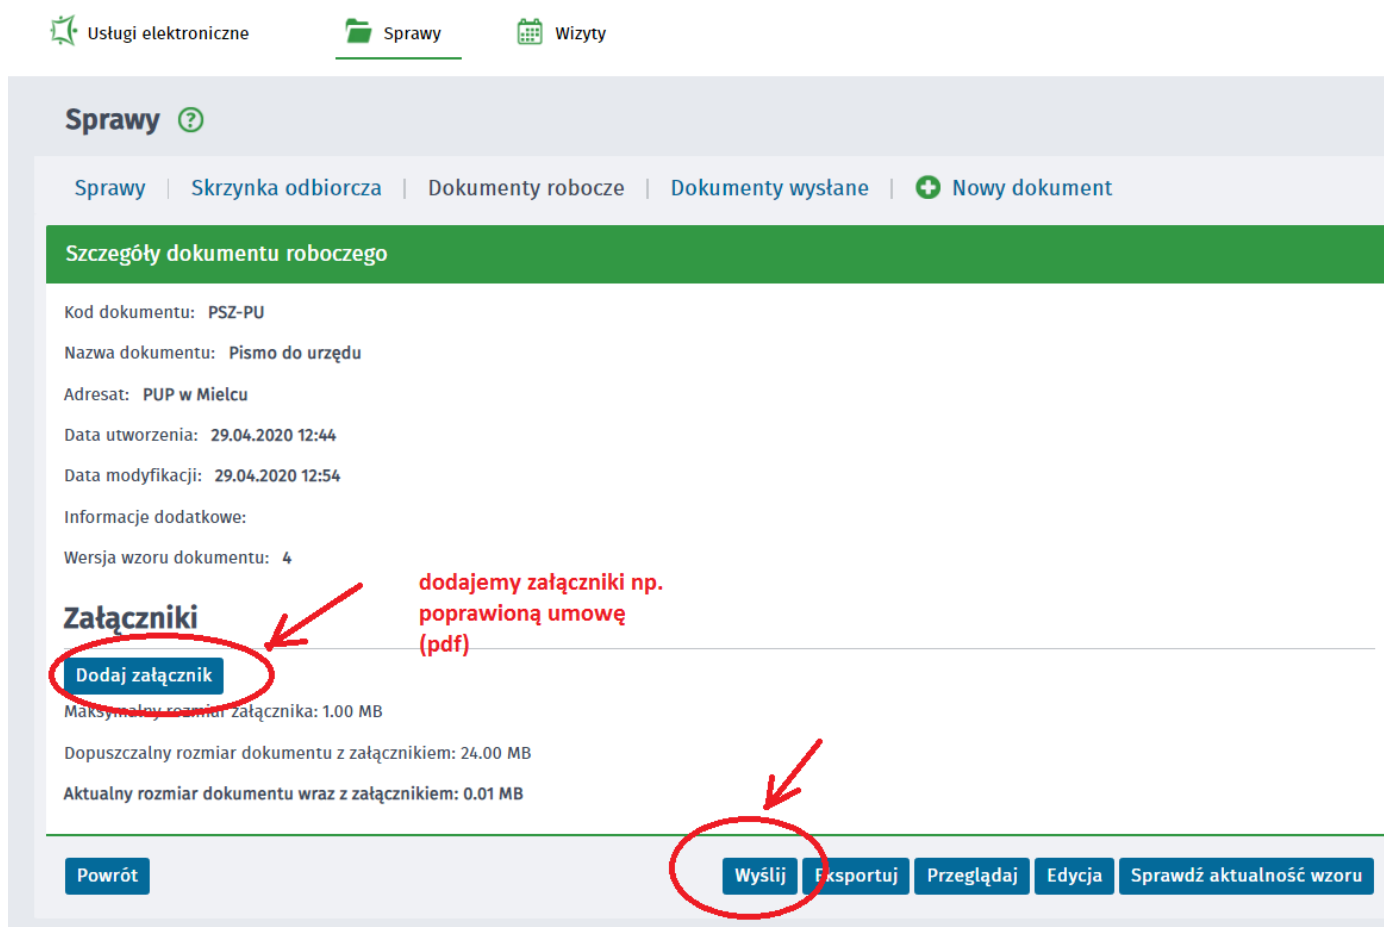 Usługi elektroniczne Sprawy Wizyty
Sprawy ?
Sprawy | Skrzynka odbiorcza | Dokumenty robocze | Dokumenty wysłane | Nowy dokument
Szczegóły dokumentu roboczego
Kod dokumentu: PSZ-PU
Nazwa dokumentu: Pismo do urzędu
Adresat: PUP w Mielcu
Data utworzenia: 29.04.2020 12:44
Data modyfikacji: 29.04.2020 12:54
Informacje dodatkowe:
Wersja wzoru dokumentu: 4
dodajemy załączniki np.
poprawioną umowę
(pdf)
Załączniki
Dodaj załącznik
Maksymalny rozmiar załącznika: 1.00 MB
Dopuszczalny rozmiar dokumentu z załącznikiem: 24.00 MB
Aktualny rozmiar dokumentu wraz z załącznikiem: 0.01 MB
Powrót Wyślij Eksportuj Przeglądaj Edycja Sprawdź aktualność wzoru